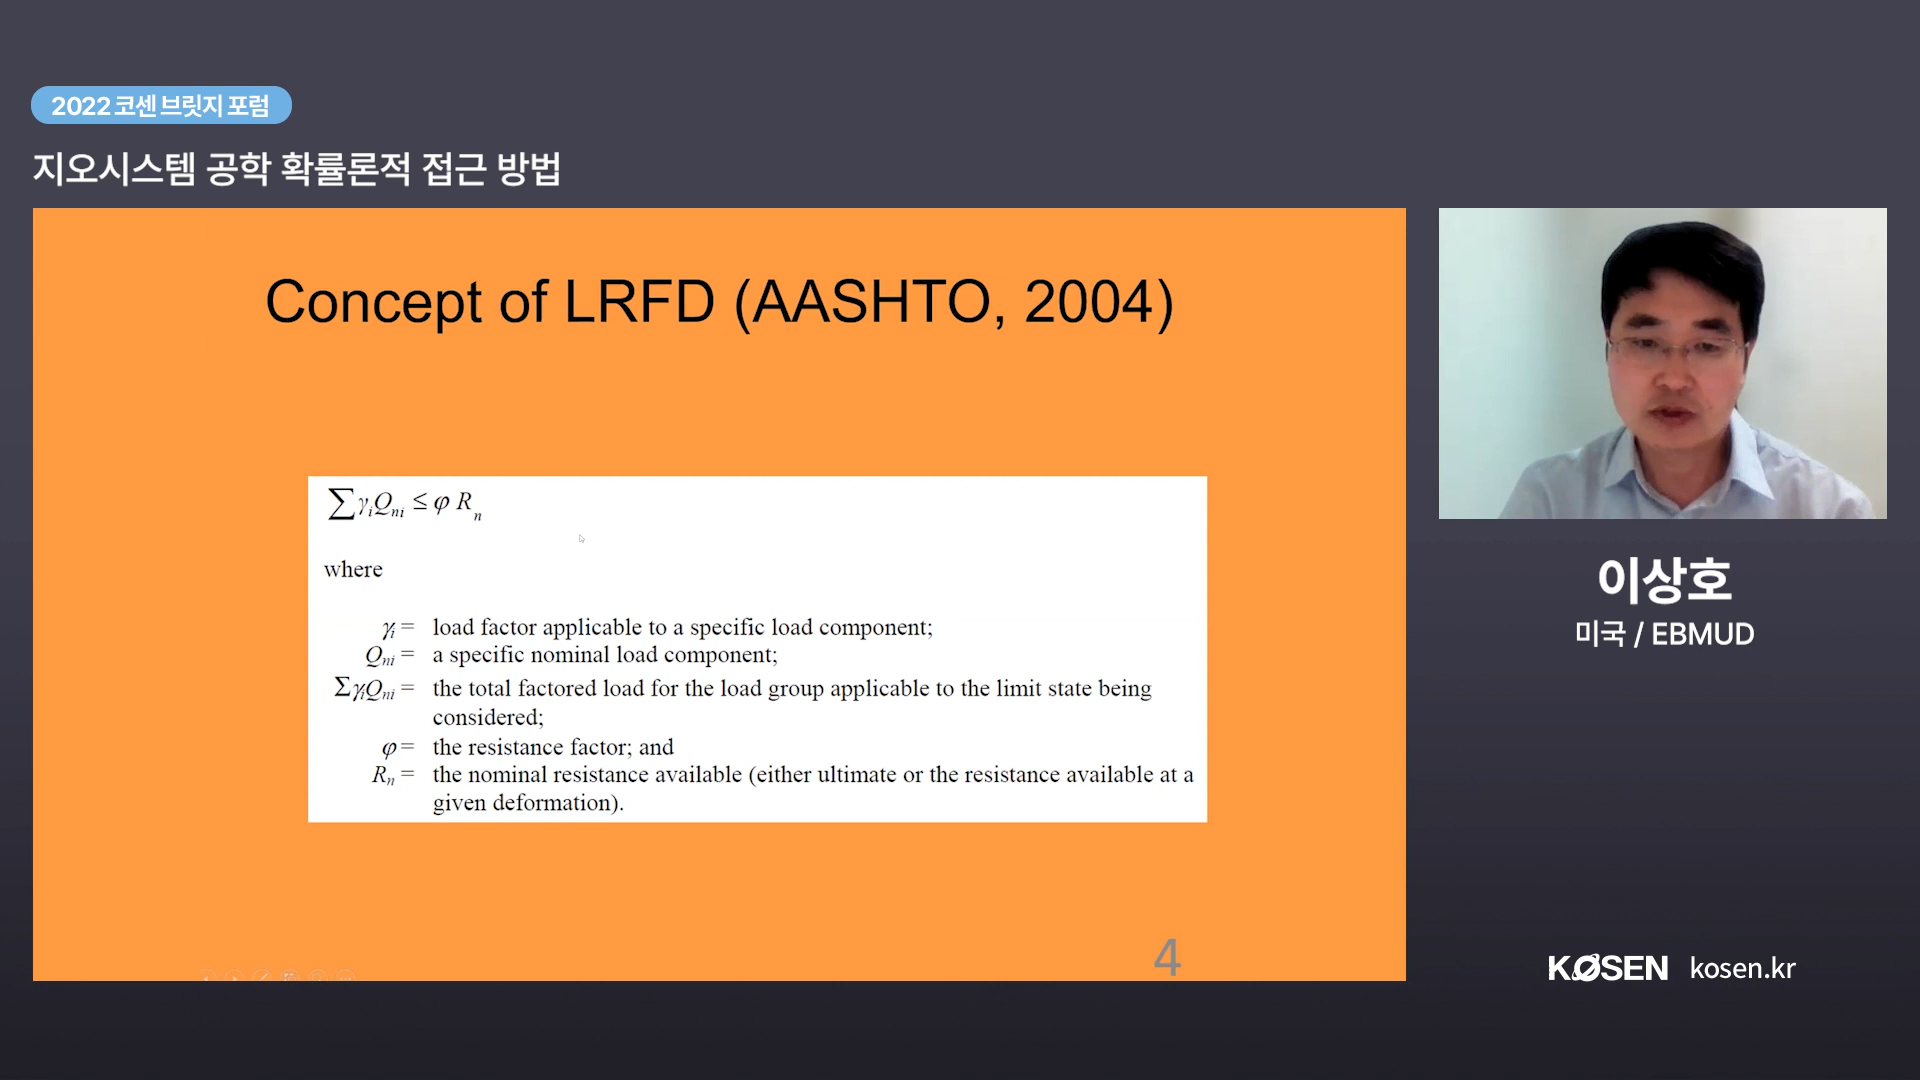 2022 코센 브릿지 포럼
지오시스템 공학 확률론적 접근 방법
Concept of LRFD (AASHTO, 2004)
∑γᵢQₙᵢ ≤ φ Rₙ
where
γᵢ = load factor applicable to a specific load component;
Qₙᵢ = a specific nominal load component;
ΣγᵢQₙᵢ = the total factored load for the load group applicable to the limit state being
considered;
φ = the resistance factor; and
Rₙ = the nominal resistance available (either ultimate or the resistance available at a
given deformation).
4
이상호
미국 / EBMUD
KOSEN kosen.kr